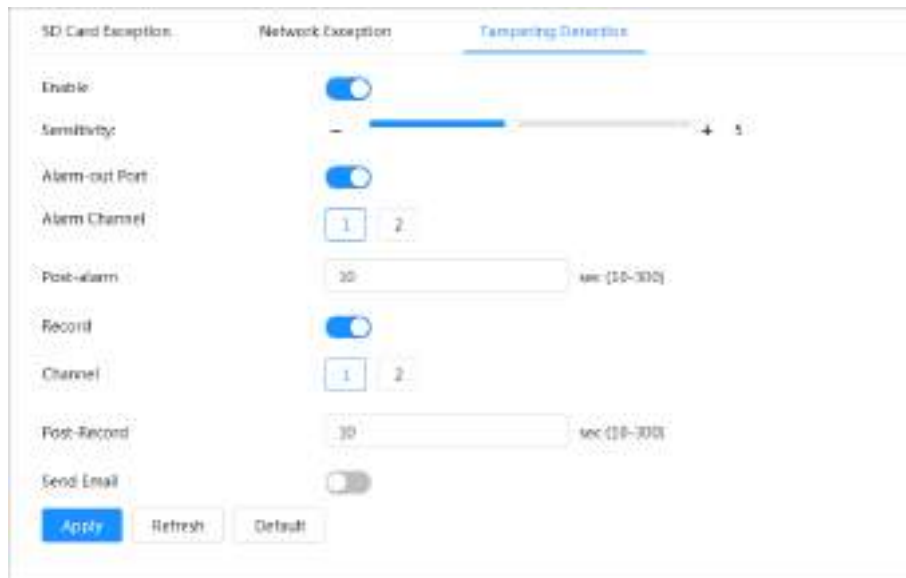 SD Card Exception Network Exception Tampering Detection
Enable
Sensitivity: - + 5
Alarm-out Port
Alarm Channel 1 2
Post-alarm 10 sec (10-300)
Record
Channel 1 2
Post-Record 10 sec (10-300)
Send Email
Apply Refresh Default